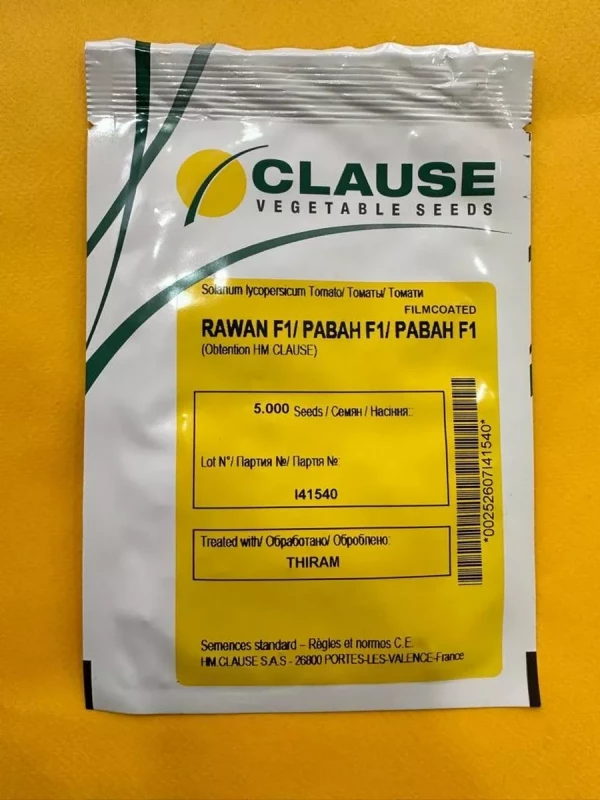 CLAUSE
VEGETABLE SEEDS
Solanum lycopersicum Tomato/ Томаты/ Томати
FILMCOATED
RAWAN F1/ РАВАН F1/ РАВАН F1
(Obtention HM CLAUSE)
5.000 Seeds / Семян / Насіння:
Lot N°/ Партия №/ Партія №:
I41540
Treated with/ Обработано/ Оброблено:
THIRAM
*00252607I41540*
Semences standard – Règles et normos C.E.
HM.CLAUSE S.A.S - 26800 PORTES-LES-VALENCE-France